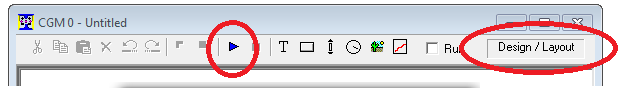 CGM 0 - Untitled
T Ru Design / Layout